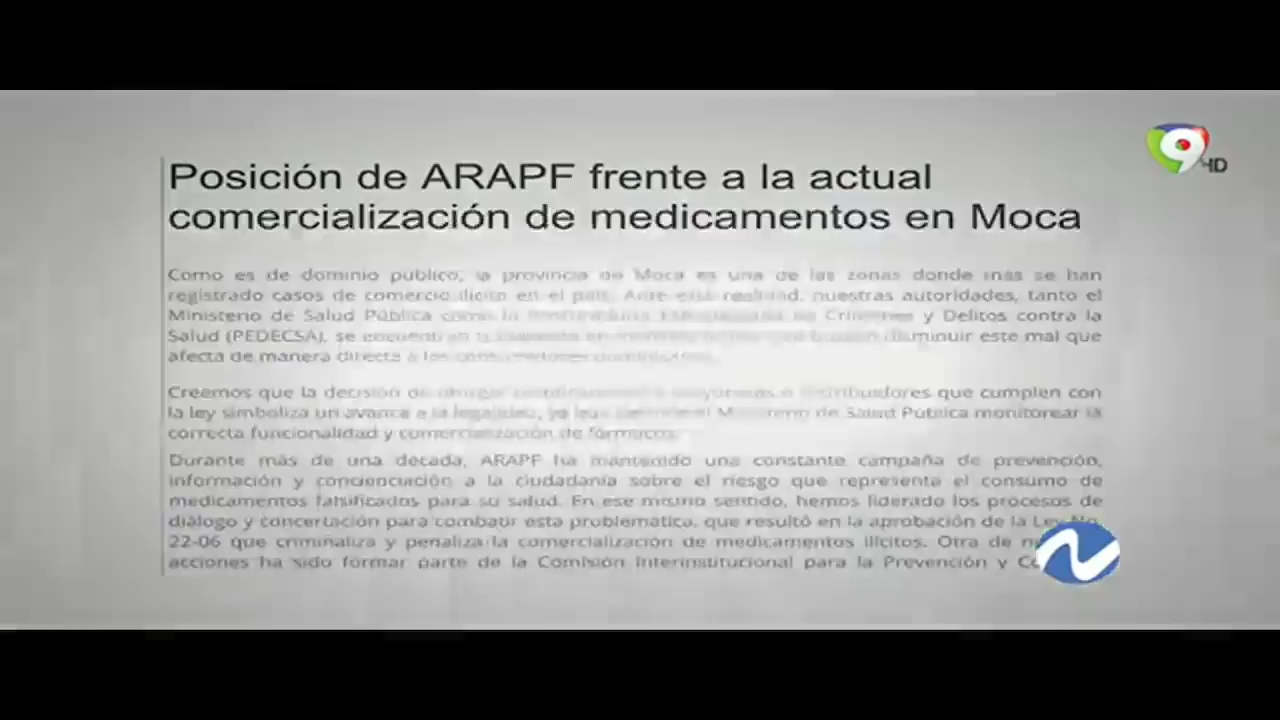 Posición de ARAPF frente a la actual
comercialización de medicamentos en Moca
9
HD
Como es de dominio público, la provincia de Moca es una de las zonas donde más se han
registrado casos de comercio ilícito en el país. Ante esta realidad, nuestras autoridades, tanto el
Ministerio de Salud Pública como la Crímenes y Delitos contra la
Salud (PEDECSA), se encuentran disminuir este mal que
afecta de manera directa a los consumidores
Creemos que la decisión de otorgar distribuidores que cumplen con
la ley simboliza un avance a la legalidad, Ministerio de Salud Pública monitorear la
correcta funcionalidad y comercialización de fármacos.
Durante más de una década, ARAPF ha mantenido una constante campaña de prevención,
información y concienciación a la ciudadanía sobre el riesgo que representa el consumo de
medicamentos falsificados para su salud. En ese mismo sentido, hemos liderado los procesos de
diálogo y concertación para combatir esta problemática, que resultó en la aprobación de la Ley No.
22-06 que criminaliza y penaliza la comercialización de medicamentos ilícitos. Otra de
acciones ha sido formar parte de la Comisión Interinstitucional para la Prevención y